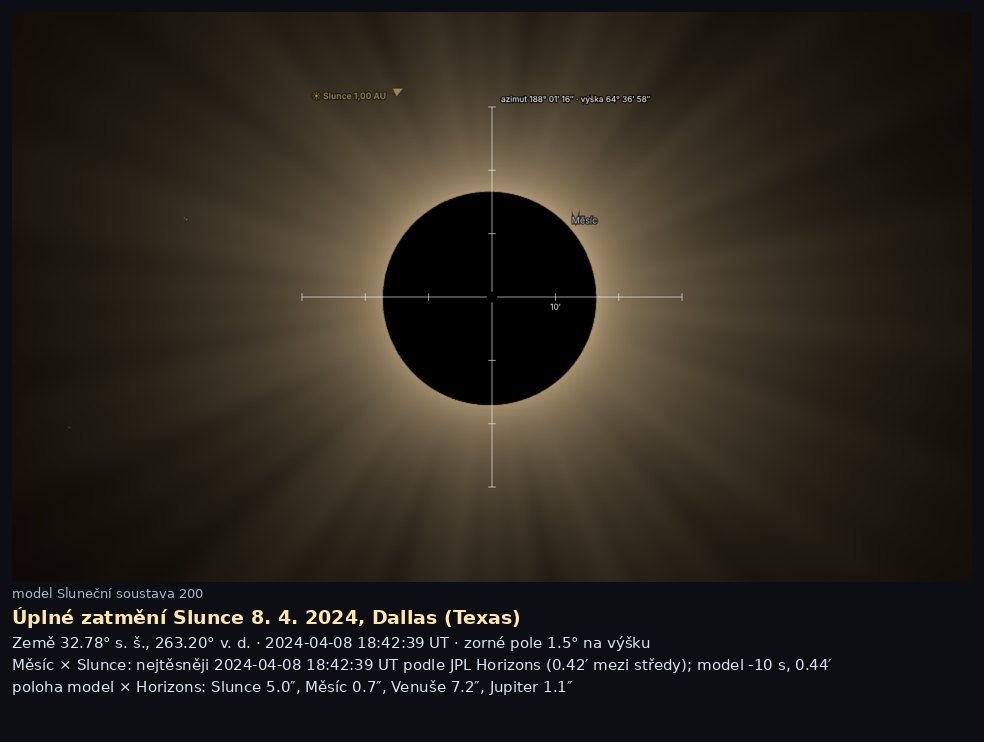 ☀ Slunce 1,00 AU
azimut 188° 01′ 16″ · výška 64° 36′ 58″
Měsíc
10′
model Sluneční soustava 200
Úplné zatmění Slunce 8. 4. 2024, Dallas (Texas)
Země 32.78° s. š., 263.20° v. d. · 2024-04-08 18:42:39 UT · zorné pole 1.5° na výšku
Měsíc × Slunce: nejtěsněji 2024-04-08 18:42:39 UT podle JPL Horizons (0.42′ mezi středy); model -10 s, 0.44′
poloha model × Horizons: Slunce 5.0″, Měsíc 0.7″, Venuše 7.2″, Jupiter 1.1″